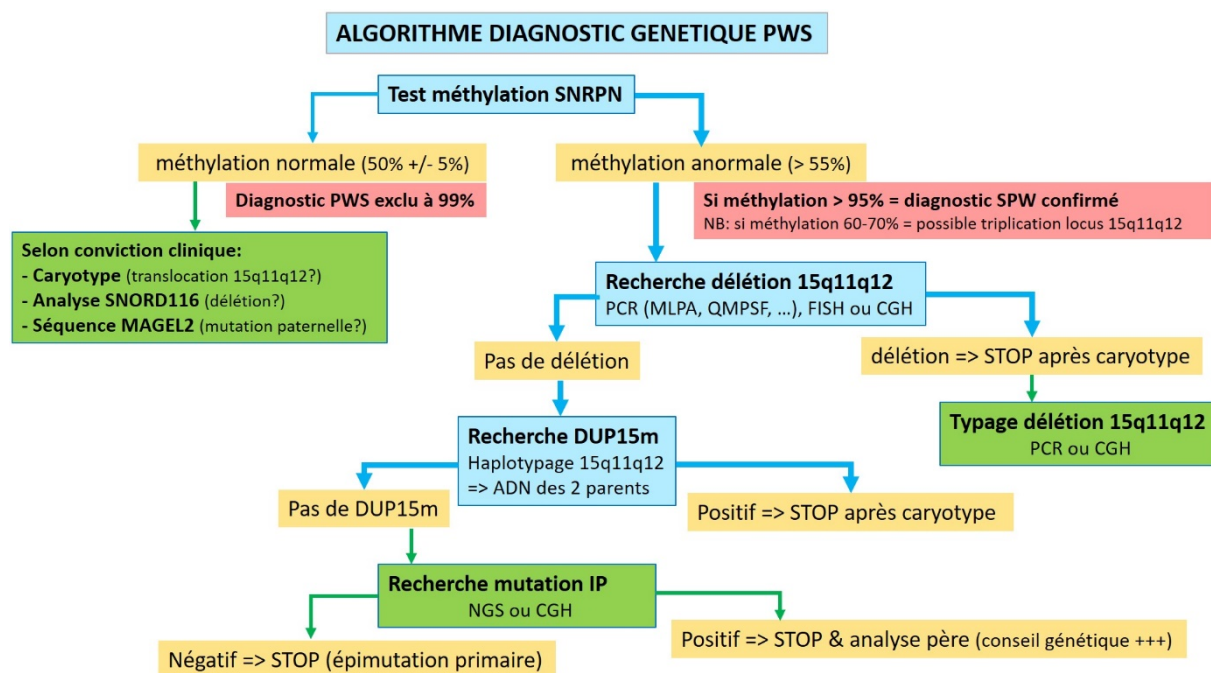 ALGORITHME DIAGNOSTIC GENETIQUE PWS
Test méthylation SNRPN
méthylation normale (50% +/- 5%)
méthylation anormale (> 55%)
Diagnostic PWS exclu à 99%
Si méthylation > 95% = diagnostic SPW confirmé
NB: si méthylation 60-70% = possible triplication locus 15q11q12
Selon conviction clinique:
- Caryotype (translocation 15q11q12?)
- Analyse SNORD116 (délétion?)
- Séquence MAGEL2 (mutation paternelle?)
Recherche délétion 15q11q12
PCR (MLPA, QMPSF, ...), FISH ou CGH
Pas de délétion
délétion => STOP après caryotype
Typage délétion 15q11q12
PCR ou CGH
Recherche DUP15m
Haplotypage 15q11q12
=> ADN des 2 parents
Pas de DUP15m
Positif => STOP après caryotype
Recherche mutation IP
NGS ou CGH
Négatif => STOP (épimutation primaire)
Positif => STOP & analyse père (conseil génétique +++)